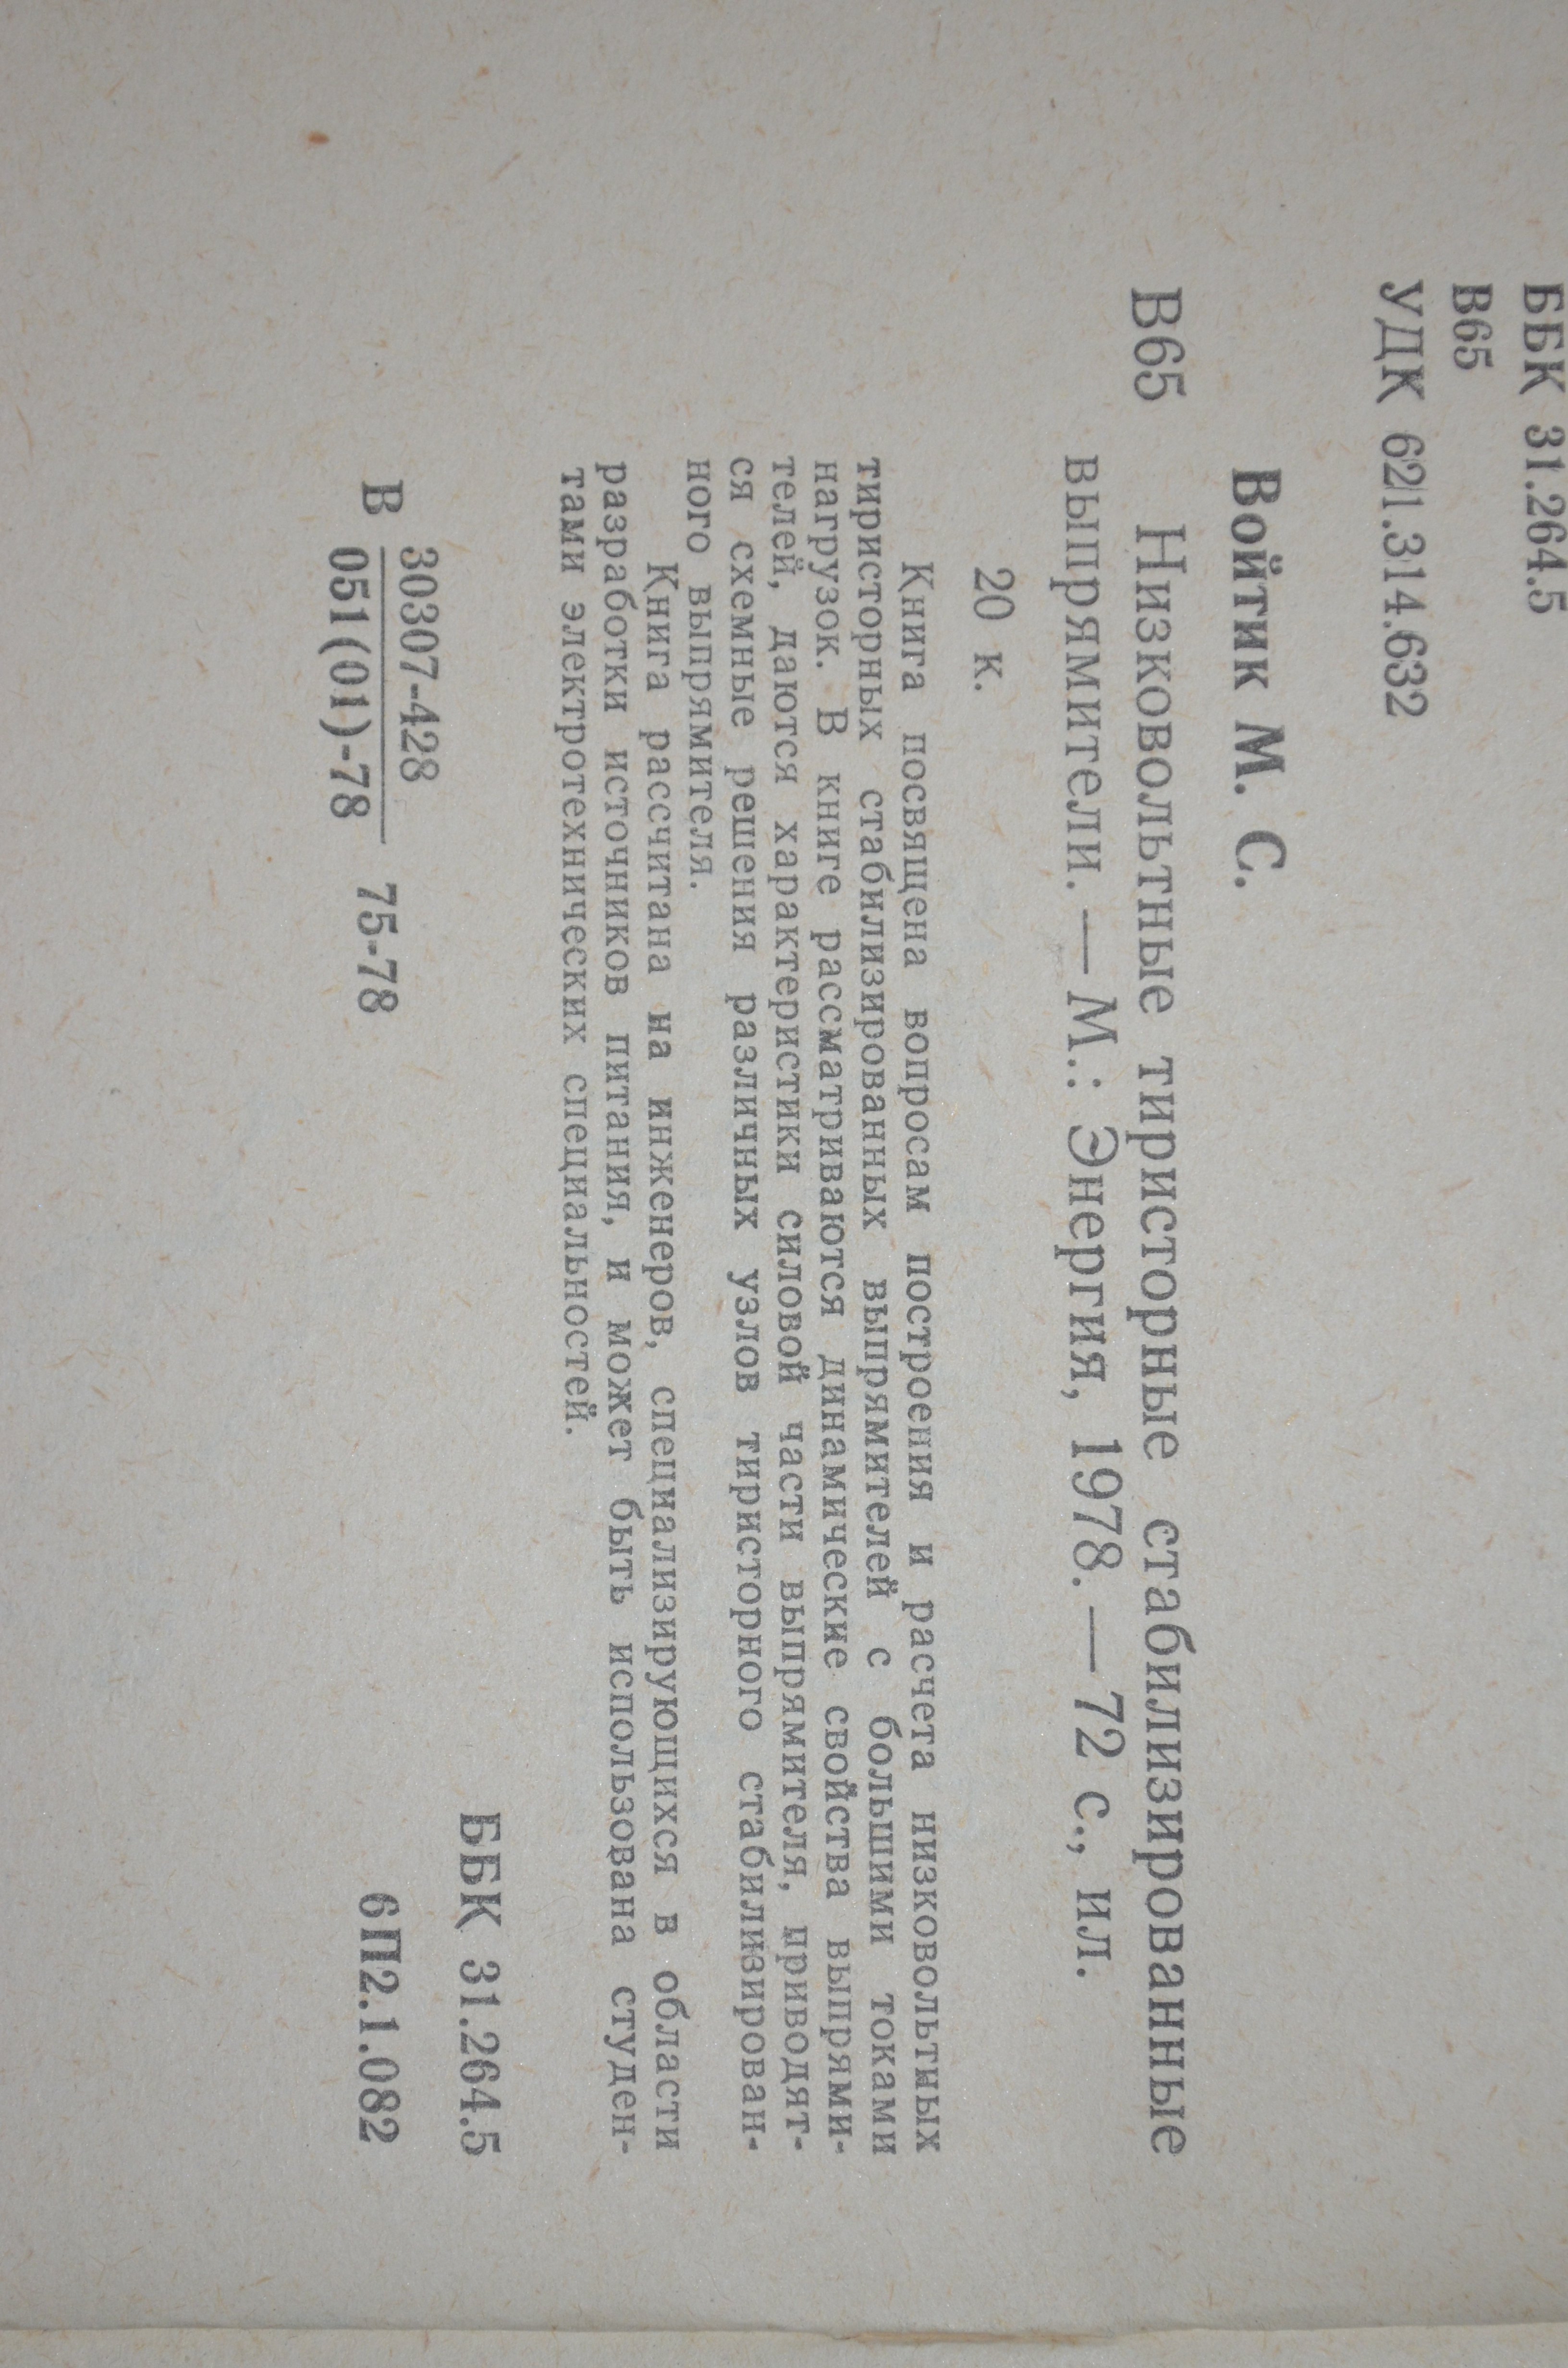 ББК 31.264.5
В65
УДК 621.314.632
Войтик М. С.
В65 Низковольтные тиристорные стабилизированные
выпрямители. — М.: Энергия, 1978. — 72 с., ил.
20 к.
Книга посвящена вопросам построения и расчета низковольтных
тиристорных стабилизированных выпрямителей с большими токами
нагрузок. В книге рассматриваются динамические свойства выпрями-
телей, даются характеристики силовой части выпрямителя, приводят-
ся схемные решения различных узлов тиристорного стабилизирован-
ного выпрямителя.
Книга рассчитана на инженеров, специализирующихся в области
разработки источников питания, и может быть использована студен-
тами электротехнических специальностей.
ББК 31.264.5
30307-428
В 75-78 6П2.1.082
051(01)-78